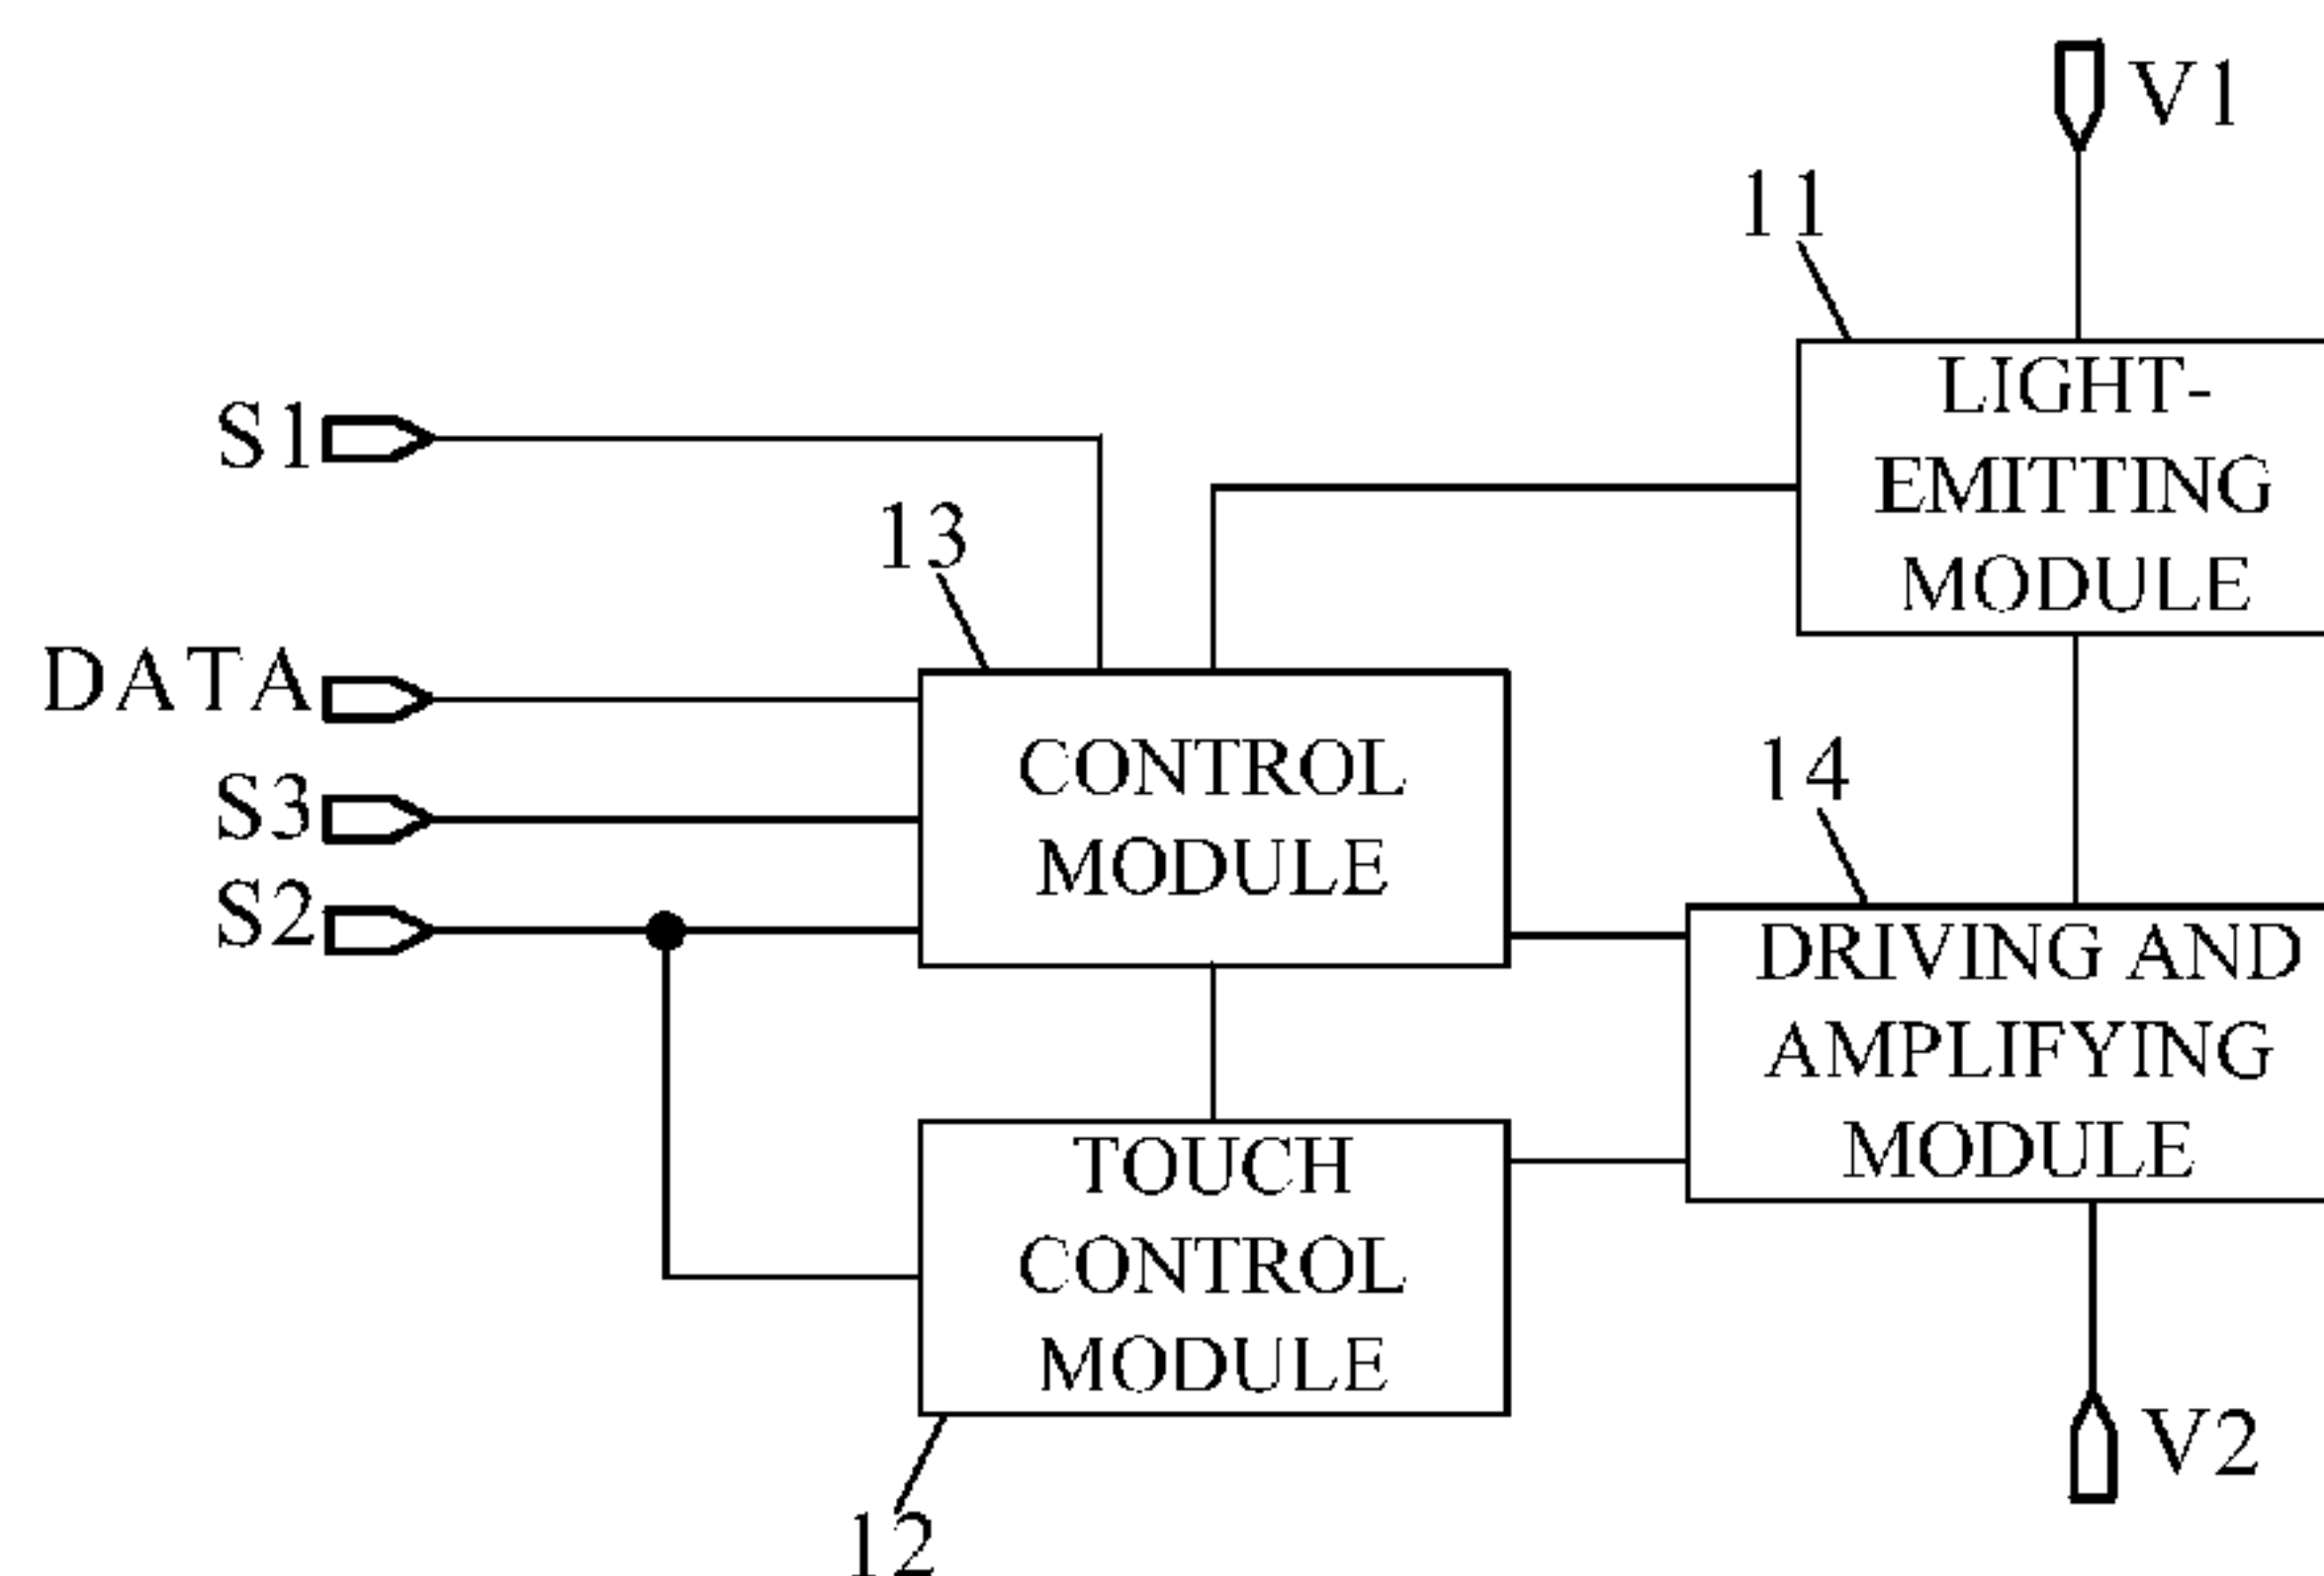 V1
11
LIGHT-
EMITTING
MODULE
S1
13
DATA
S3
S2
CONTROL
MODULE
14
DRIVING AND
AMPLIFYING
MODULE
TOUCH
CONTROL
MODULE
V2
12